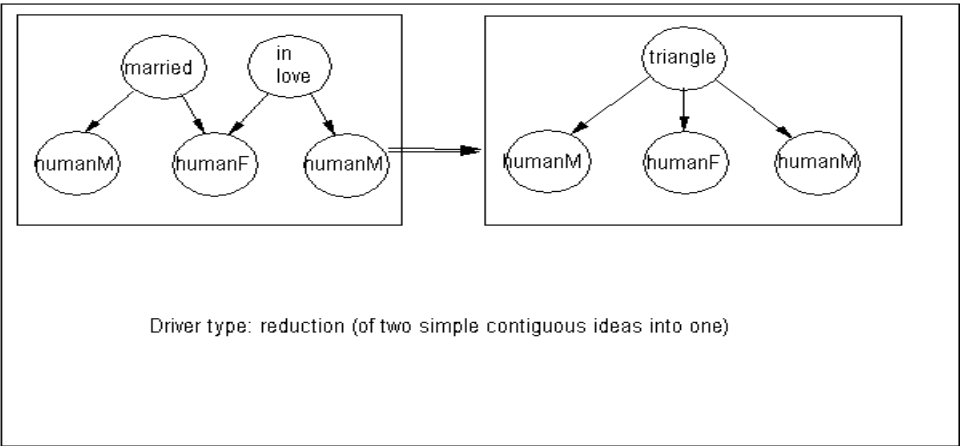 married
in
love
triangle
humanM
humanF
humanM
humanM
humanF
humanM
Driver type: reduction (of two simple contiguous ideas into one)